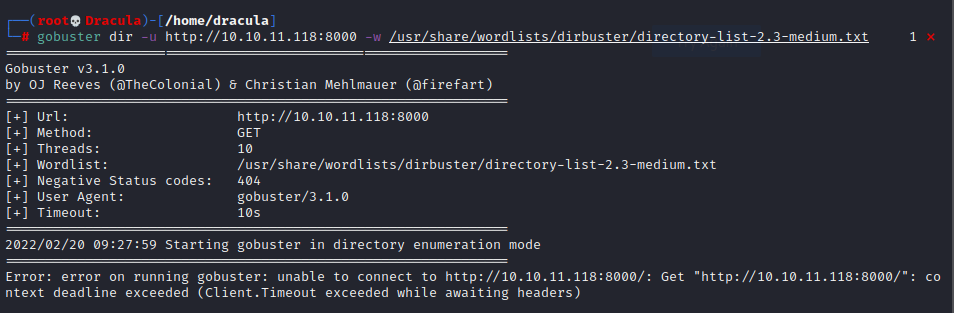 ┌──(root💀Dracula)-[/home/dracula]
└─# gobuster dir -u http://10.10.11.118:8000 -w /usr/share/wordlists/dirbuster/directory-list-2.3-medium.txt 1 ⨯
===============================================================
Gobuster v3.1.0
by OJ Reeves (@TheColonial) & Christian Mehlmauer (@firefart)
===============================================================
[+] Url: http://10.10.11.118:8000
[+] Method: GET
[+] Threads: 10
[+] Wordlist: /usr/share/wordlists/dirbuster/directory-list-2.3-medium.txt
[+] Negative Status codes: 404
[+] User Agent: gobuster/3.1.0
[+] Timeout: 10s
===============================================================
2022/02/20 09:27:59 Starting gobuster in directory enumeration mode
===============================================================
Error: error on running gobuster: unable to connect to http://10.10.11.118:8000/: Get "http://10.10.11.118:8000/": co
ntext deadline exceeded (Client.Timeout exceeded while awaiting headers)